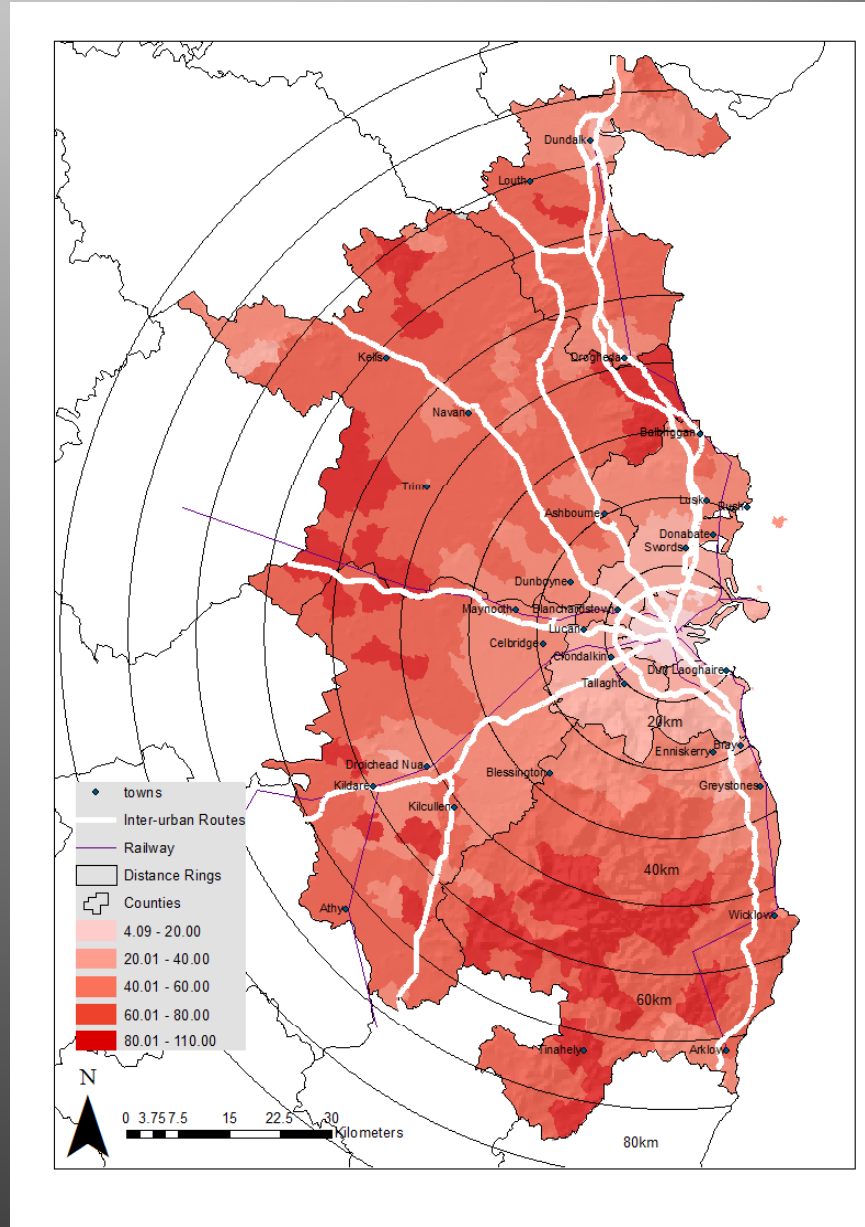 Dundalk
Louth
Kells
Drogheda
Navan
Balbriggan
Trim
Lusk
Rush
Ashbourne
Donabate
Swords
Dunboyne
Maynooth
Blanchardstown
Lucan
Celbridge
Clondalkin
Dun Laoghaire
Tallaght
20km
Bray
Enniskerry
Droichead Nua
Blessington
Kildare
Greystones
Kilcullen
40km
Athy
Wicklow
60km
Tinahely
Arklow
80km
towns
Inter-urban Routes
Railway
Distance Rings
Counties
4.09 - 20.00
20.01 - 40.00
40.01 - 60.00
60.01 - 80.00
80.01 - 110.00
N
0 3.75 7.5 15 22.5 30
Kilometers